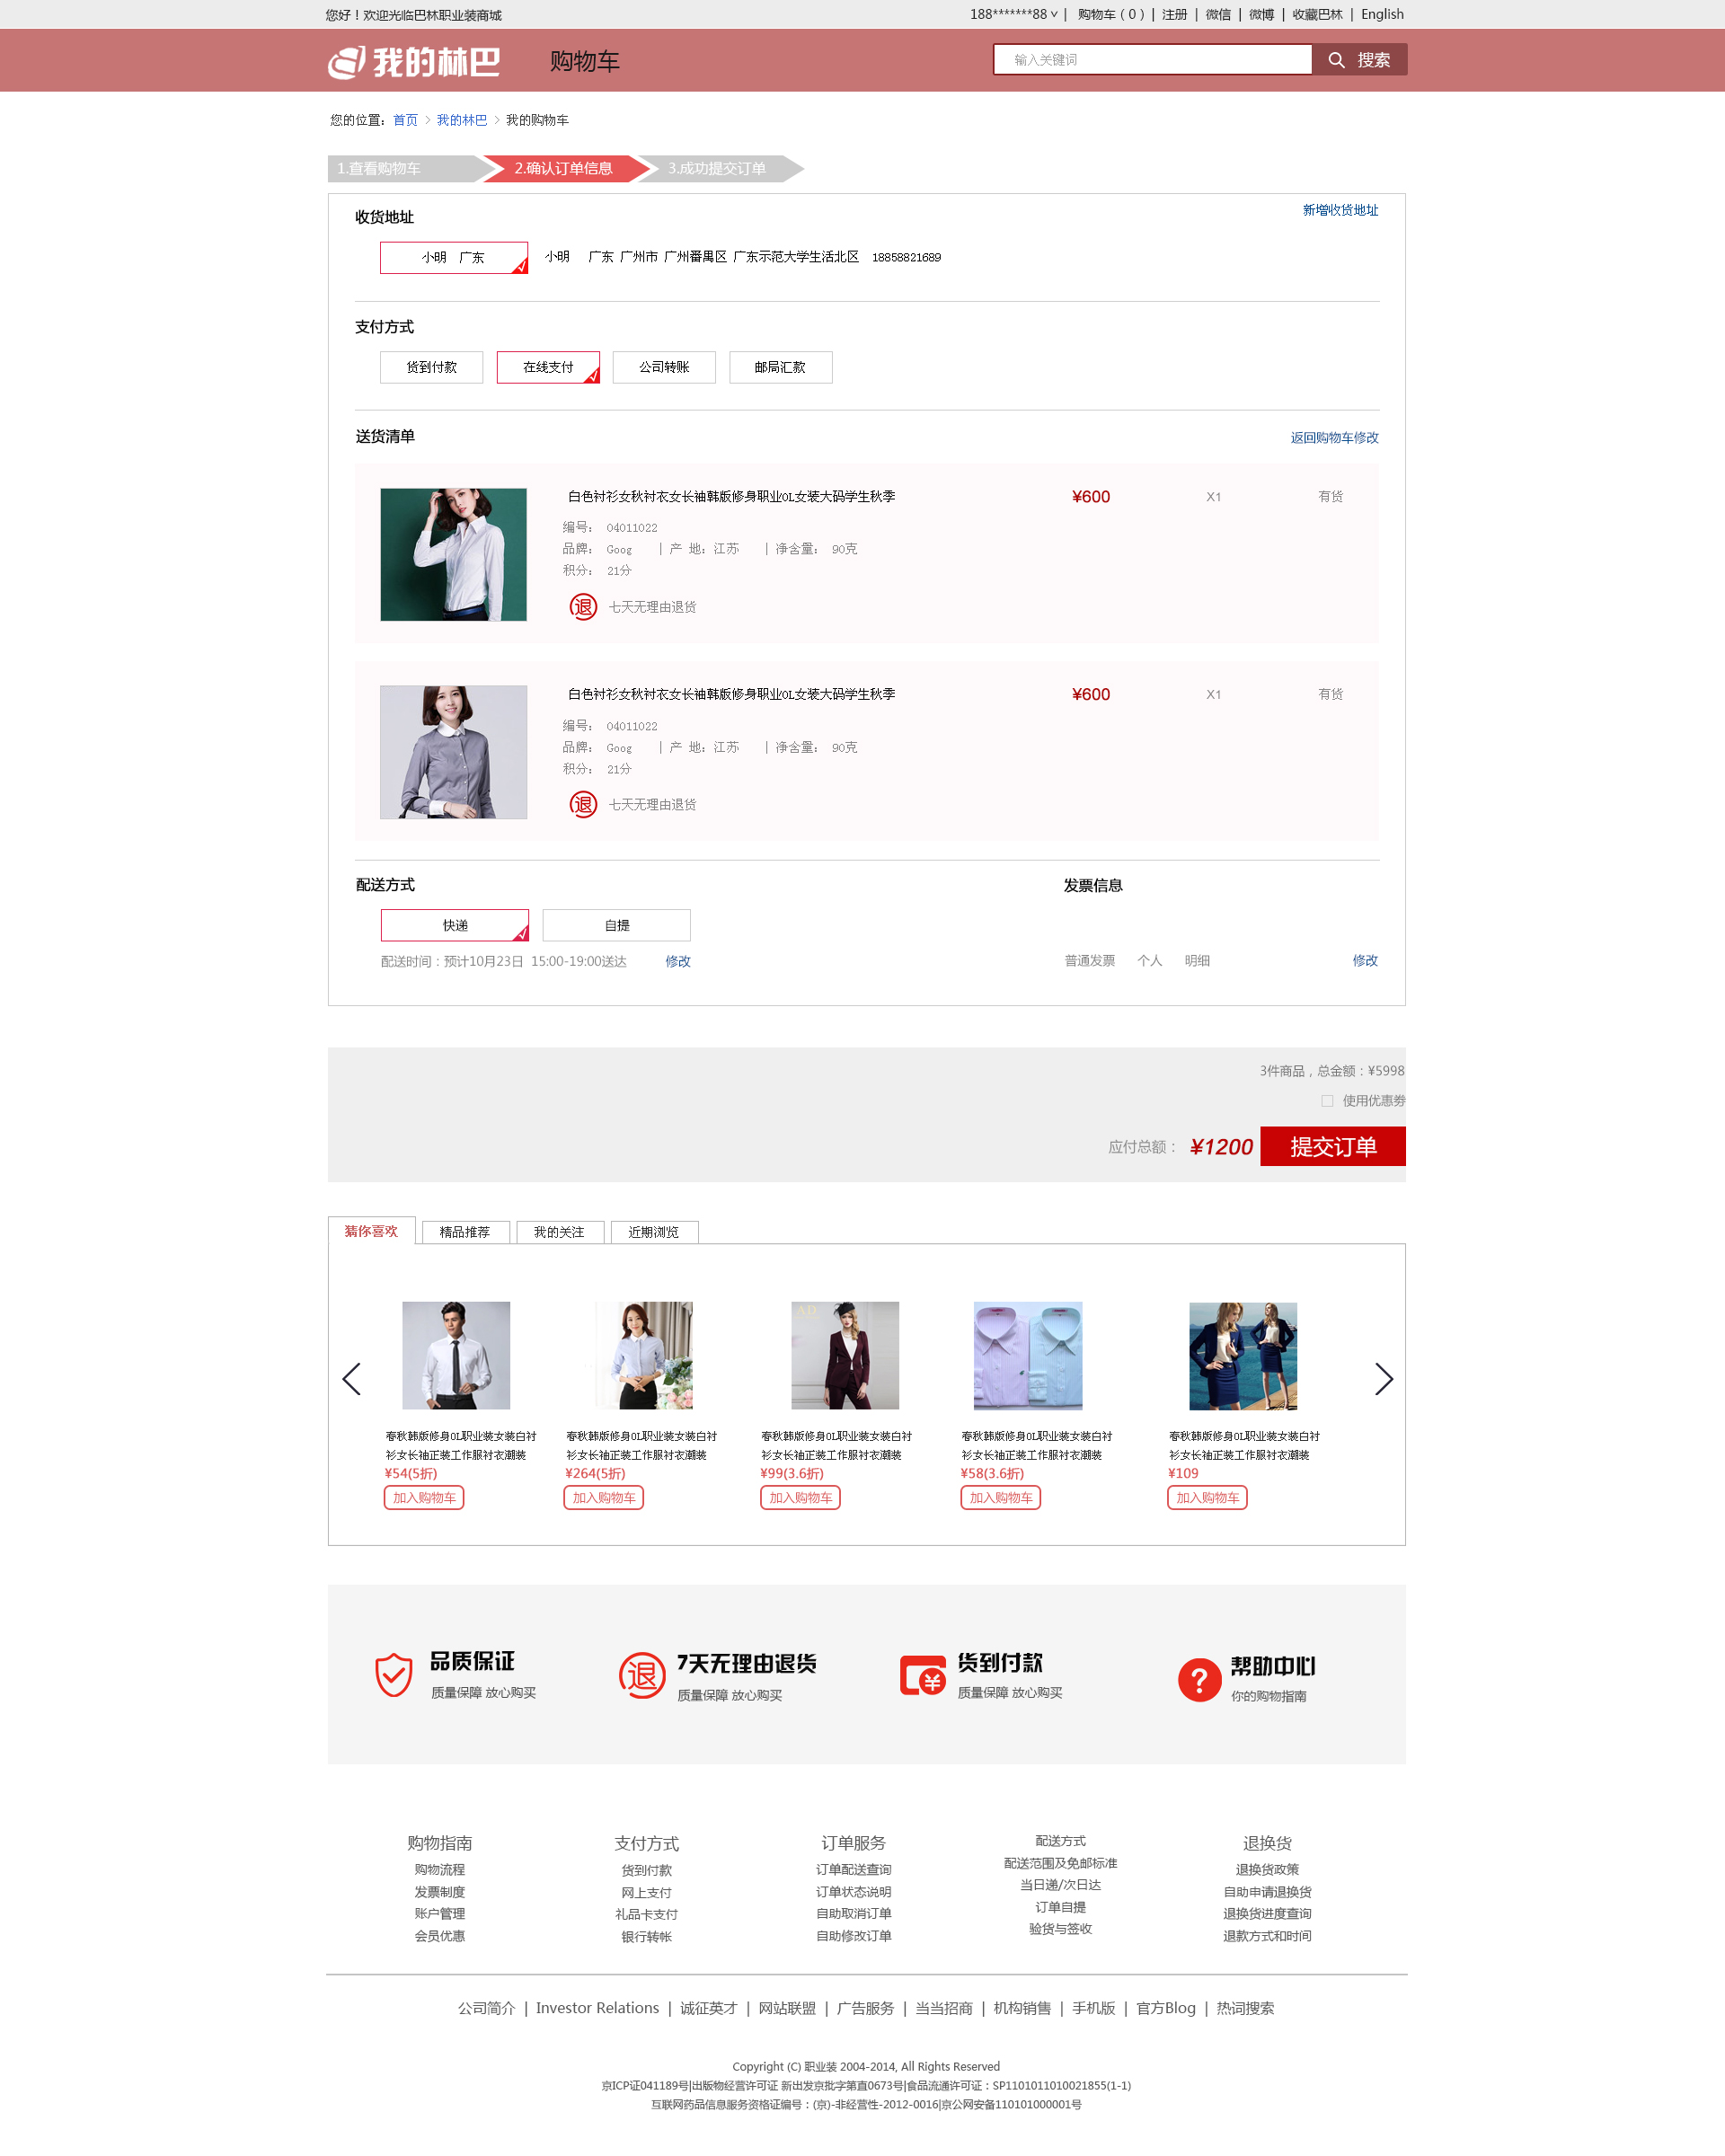 您好！欢迎光临巴林职业装商城
188*******88 ∨ | 购物车（0）| 注册 | 微信 | 微博 | 收藏巴林 | English
我的林巴 购物车 输入关键词 搜索
您的位置：首页 > 我的林巴 > 我的购物车
1.查看购物车 2.确认订单信息 3.成功提交订单
收货地址 新增收货地址
小明 广东 小明 广东 广州市 广州番禺区 广东示范大学生活北区 18858821689
支付方式
货到付款 在线支付 公司转账 邮局汇款
送货清单 返回购物车修改
白色衬衫女秋衬衣女长袖韩版修身职业OL女装大码学生秋季 ¥600 X1 有货
编号： 04011022
品牌： Goog | 产 地：江苏 | 净含量： 90克
积分： 21分
退 七天无理由退货
白色衬衫女秋衬衣女长袖韩版修身职业OL女装大码学生秋季 ¥600 X1 有货
编号： 04011022
品牌： Goog | 产 地：江苏 | 净含量： 90克
积分： 21分
退 七天无理由退货
配送方式 发票信息
快递 自提
配送时间：预计10月23日 15:00-19:00送达 修改 普通发票 个人 明细 修改
3件商品，总金额：¥5998
使用优惠券
应付总额： ¥1200 提交订单
猜你喜欢 精品推荐 我的关注 近期浏览
AD
春秋韩版修身OL职业装女装白衬 春秋韩版修身OL职业装女装白衬 春秋韩版修身OL职业装女装白衬 春秋韩版修身OL职业装女装白衬 春秋韩版修身OL职业装女装白衬
衫女长袖正装工作服衬衣潮装 衫女长袖正装工作服衬衣潮装 衫女长袖正装工作服衬衣潮装 衫女长袖正装工作服衬衣潮装 衫女长袖正装工作服衬衣潮装
¥54(5折) ¥264(5折) ¥99(3.6折) ¥58(3.6折) ¥109
加入购物车 加入购物车 加入购物车 加入购物车 加入购物车
品质保证 退 7天无理由退货 ¥ 货到付款 ? 帮助中心
质量保障 放心购买 质量保障 放心购买 质量保障 放心购买 你的购物指南
购物指南 支付方式 订单服务 配送方式 退换货
购物流程 货到付款 订单配送查询 配送范围及免邮标准 退换货政策
发票制度 网上支付 订单状态说明 当日递/次日达 自助申请退换货
账户管理 礼品卡支付 自助取消订单 订单自提 退换货进度查询
会员优惠 银行转帐 自助修改订单 验货与签收 退款方式和时间
公司简介 | Investor Relations | 诚征英才 | 网站联盟 | 广告服务 | 当当招商 | 机构销售 | 手机版 | 官方Blog | 热词搜索
Copyright (C) 职业装 2004-2014, All Rights Reserved
京ICP证041189号|出版物经营许可证 新出发京批字第直0673号|食品流通许可证：SP1101011010021855(1-1)
互联网药品信息服务资格证编号：(京)-非经营性-2012-0016|京公网安备110101000001号